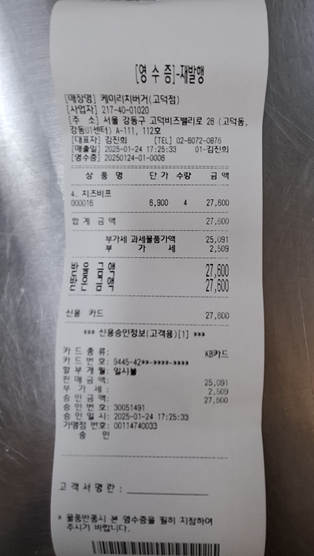 [영 수 증]-재발행
[매장명] 케이리치버거(고덕점)
[사업자] 217-40-01020
[주 소] 서울 강동구 고덕비즈밸리로 26 (고덕동,
강동U1센터) A-111, 112호
[대표자] 김진희 [TEL] 02-6072-0876
[매출일] 2025-01-24 17:25:33 01-김진희
[영수증] 20250124-01-0006
상 품 명 단 가 수량 금 액
4. 치즈비프
000016 6,900 4 27,600
합 계 금 액 27,600
부가세 과세물품가액 25,091
부 가 세 2,509
받 을 금 액 27,600
받 은 금 액 27,600
신용 카드 27,600
*** 신용승인정보(고객용)[1] ***
카 드 종 류: KB카드
카 드 번 호: 9445-42**-****-****
할 부 개 월: 일시불
판 매 금 액: 25,091
부 가 세: 2,509
승 인 금 액: 27,600
승 인 번 호: 30051491
승 인 일 시: 2025-01-24 17:25:33
가맹점 번호: 00114740033
승 인
고 객 서 명 란 :
* 물품반품시 본 영수증을 필히 지참하여
주시기 바랍니다.